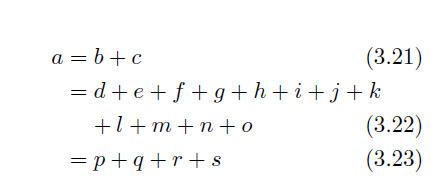 a = b + c (3.21)
= d + e + f + g + h + i + j + k
+ l + m + n + o (3.22)
= p + q + r + s (3.23)